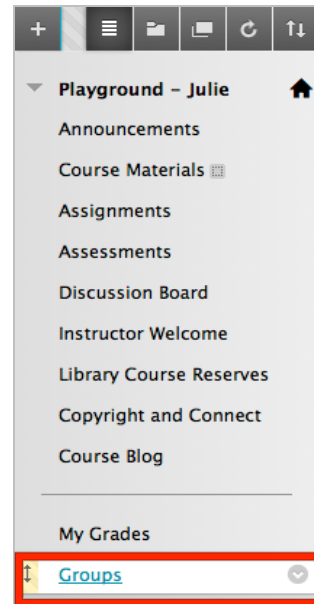 Playground – Julie
Announcements
Course Materials
Assignments
Assessments
Discussion Board
Instructor Welcome
Library Course Reserves
Copyright and Connect
Course Blog
My Grades
Groups